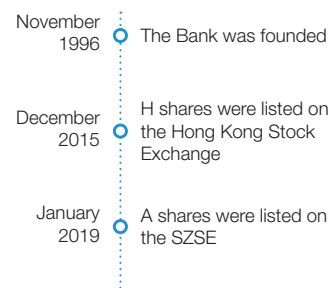 November
1996
The Bank was founded
December
2015
H shares were listed on
the Hong Kong Stock
Exchange
January
2019
A shares were listed on
the SZSE